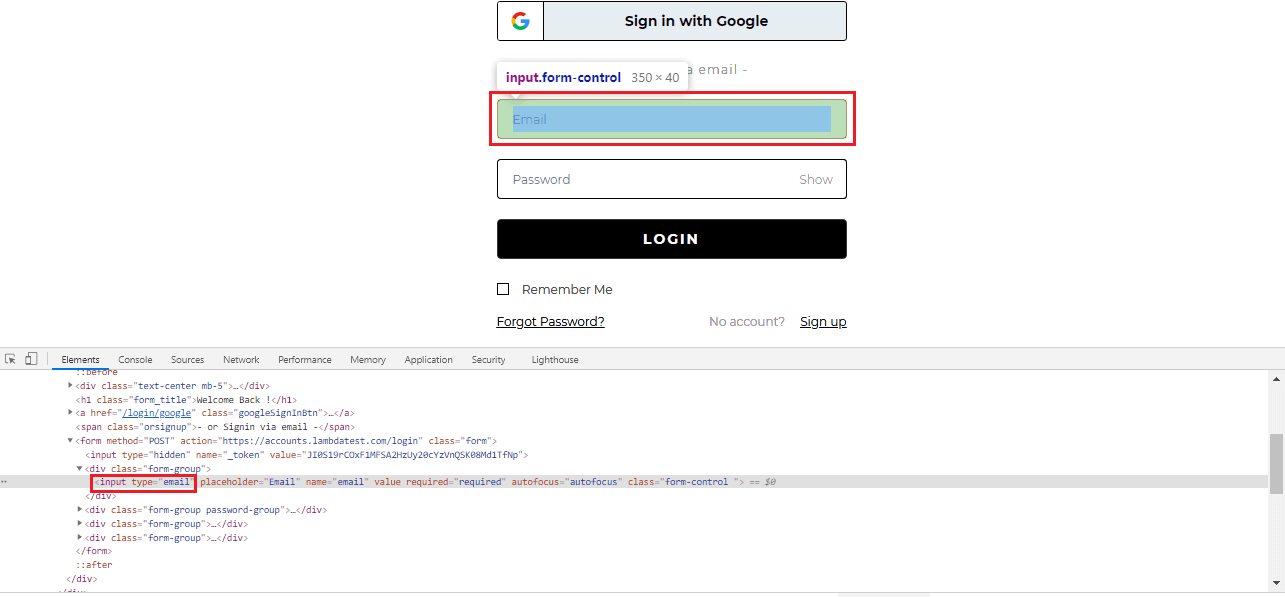 Sign in with Google
a email -
input.form-control 350 × 40
Email
Password Show
LOGIN
Remember Me
Forgot Password? No account? Sign up
Elements Console Sources Network Performance Memory Application Security Lighthouse
::before
<div class="text-center mb-5">…</div>
<h1 class="form_title">Welcome Back !</h1>
<a href="/login/google" class="googleSignInBtn">…</a>
<span class="orsignup">- or Signin via email -</span>
<form method="POST" action="https://accounts.lambdatest.com/login" class="form">
<input type="hidden" name="_token" value="JI0S19rCOxF1MFSA2HzUy20cYzVnQSK08Md1TfNp">
<div class="form-group">
<input type="email" placeholder="Email" name="email" value required="required" autofocus="autofocus" class="form-control "> == $0
</div>
<div class="form-group password-group">…</div>
<div class="form-group">…</div>
<div class="form-group">…</div>
</form>
::after
</div>
</div>